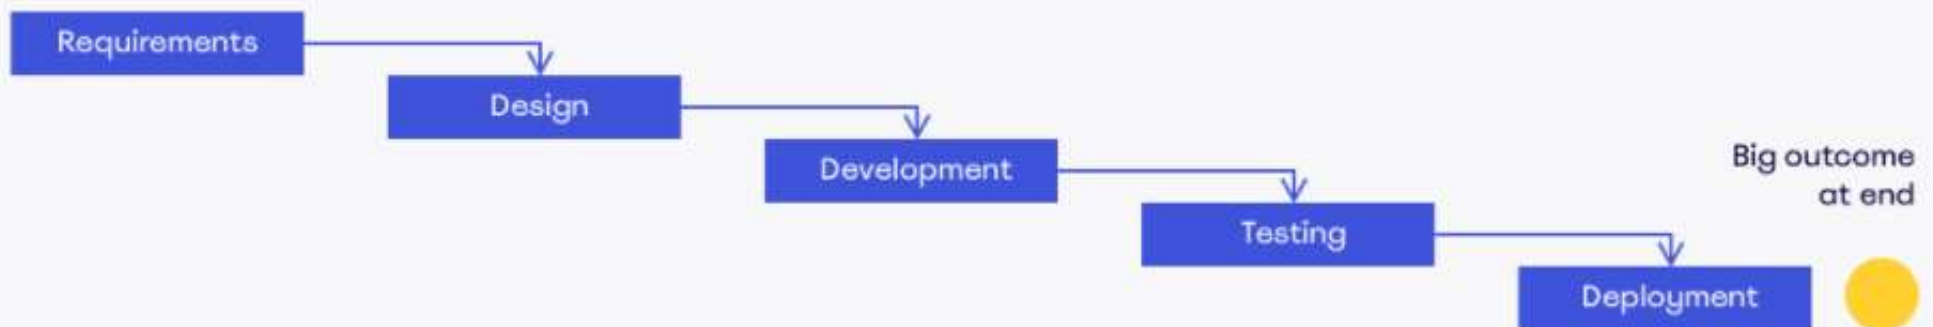 Requirements
Design
Development
Testing
Deployment
Big outcome
at end